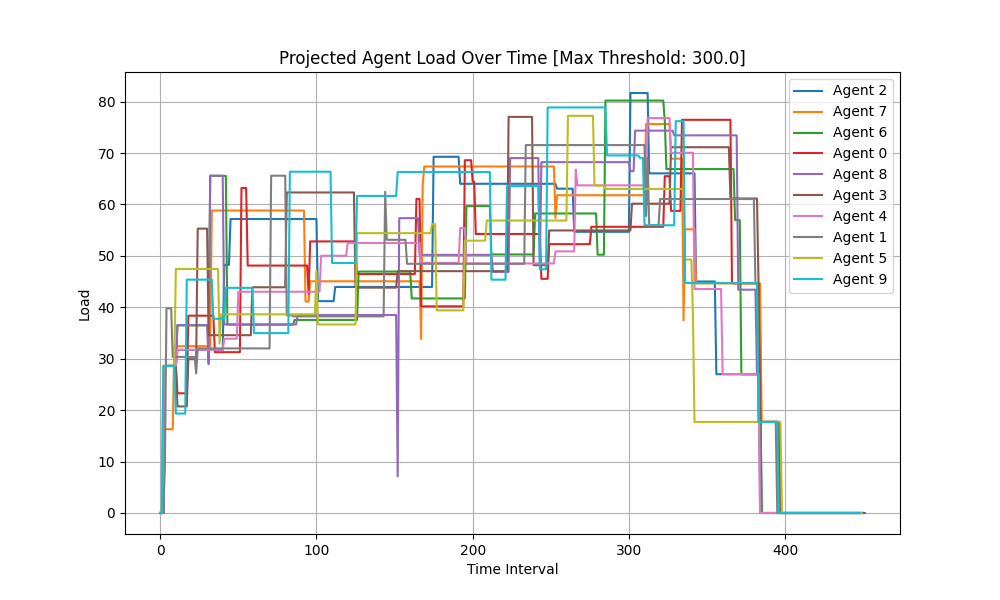 Projected Agent Load Over Time [Max Threshold: 300.0]
Load
80
70
60
50
40
30
20
10
0
0
100
200
300
400
Time Interval
Agent 2
Agent 7
Agent 6
Agent 0
Agent 8
Agent 3
Agent 4
Agent 1
Agent 5
Agent 9